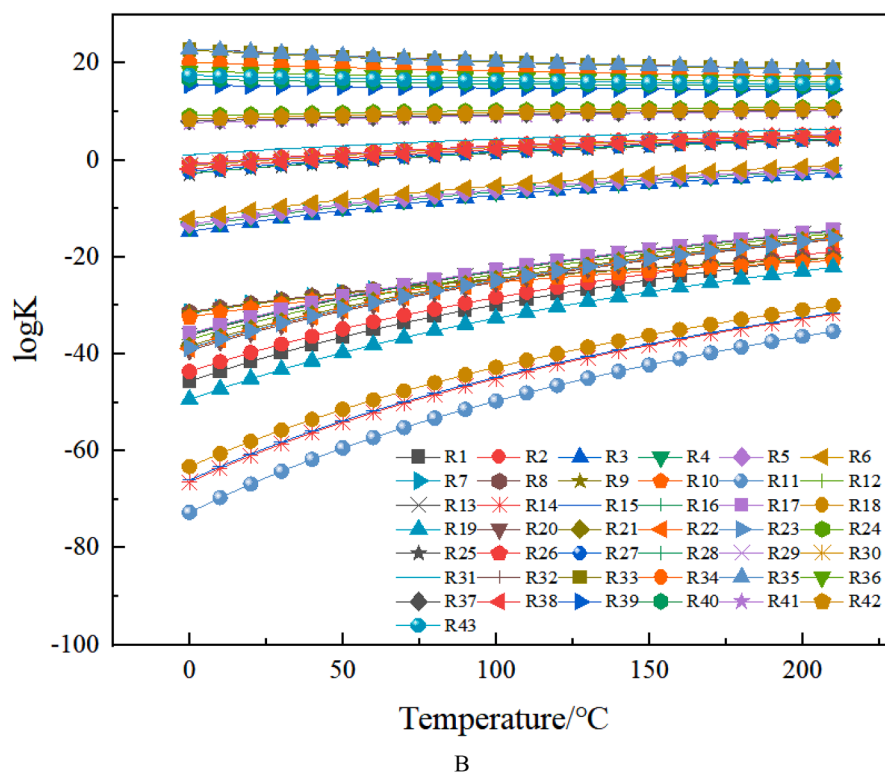 20
0
-20
-40
-60
-80
-100
logK
R1 R2 R3 R4 R5 R6
R7 R8 R9 R10 R11 R12
R13 R14 R15 R16 R17 R18
R19 R20 R21 R22 R23 R24
R25 R26 R27 R28 R29 R30
R31 R32 R33 R34 R35 R36
R37 R38 R39 R40 R41 R42
R43
0 50 100 150 200
Temperature/°C
B